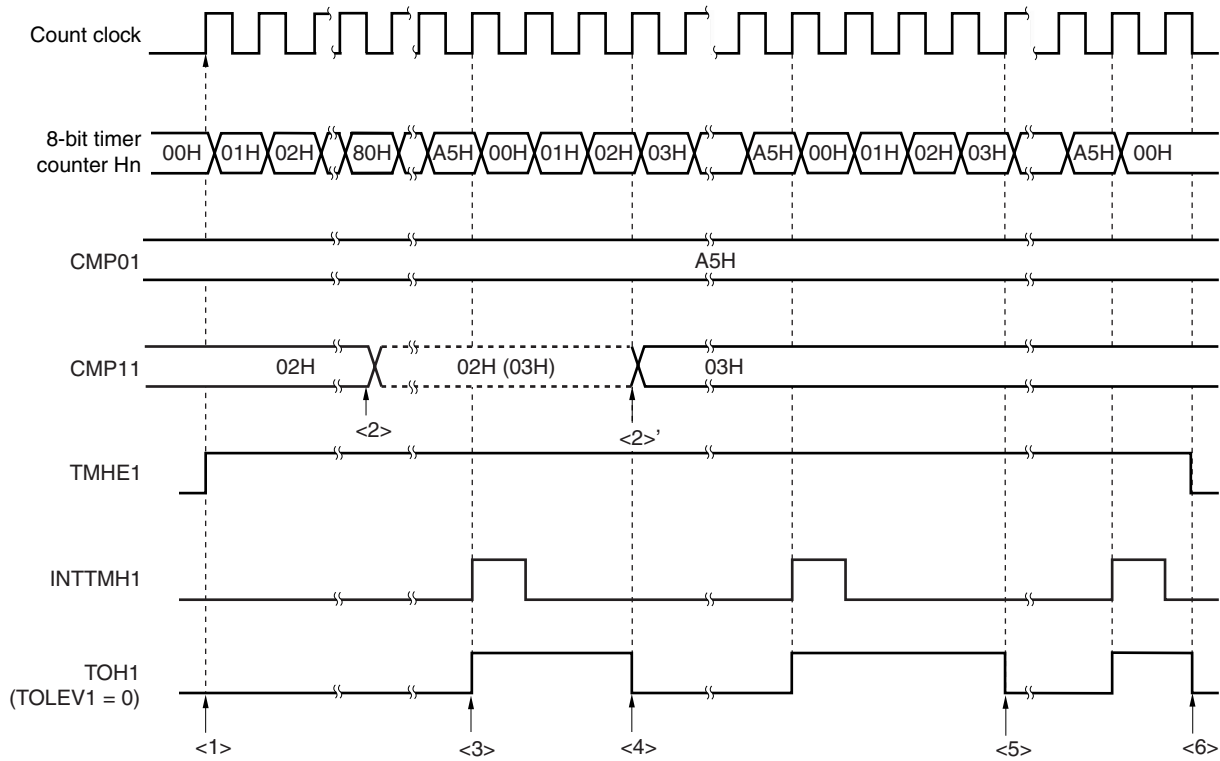 Count clock
8-bit timer
counter Hn
00H 01H 02H 80H A5H 00H 01H 02H 03H A5H 00H 01H 02H 03H A5H 00H
CMP01
A5H
CMP11
02H 02H (03H) 03H
<2> <2>’
TMHE1
INTTMH1
TOH1
(TOLEV1 = 0)
<1> <3> <4> <5> <6>